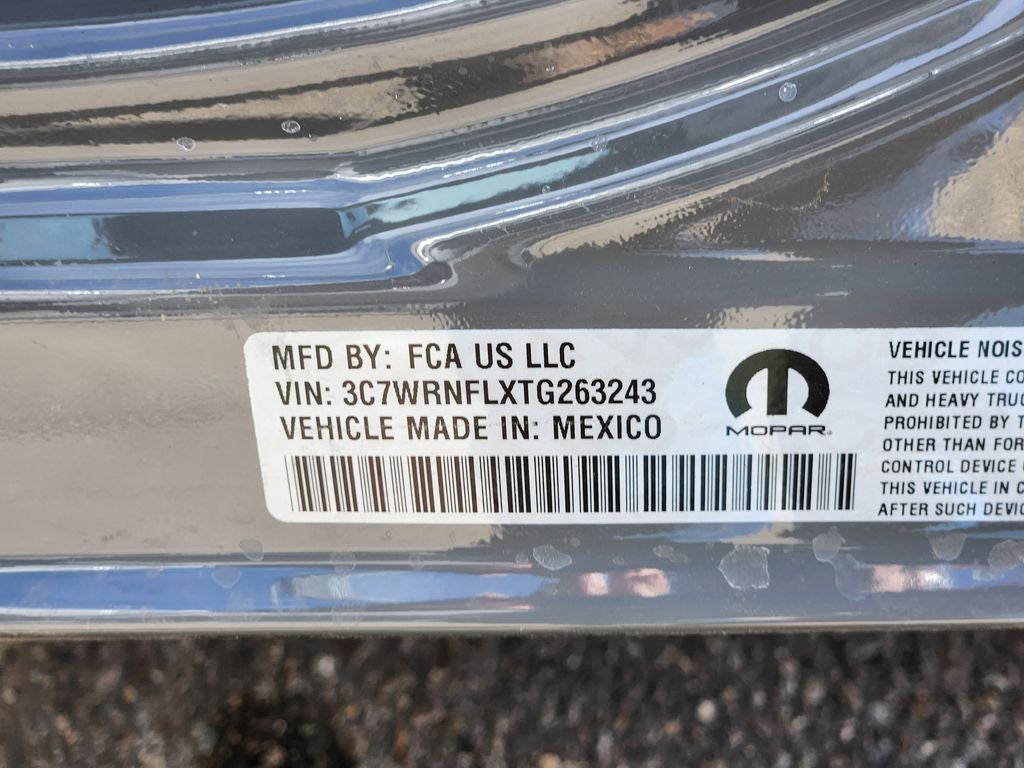 MFD BY: FCA US LLC
VIN: 3C7WRNFLXTG263243
VEHICLE MADE IN: MEXICO
MOPAR
VEHICLE NOIS
THIS VEHICLE CO
AND HEAVY TRUC
PROHIBITED BY T
OTHER THAN FOR
CONTROL DEVICE
THIS VEHICLE IN C
AFTER SUCH DEVIC